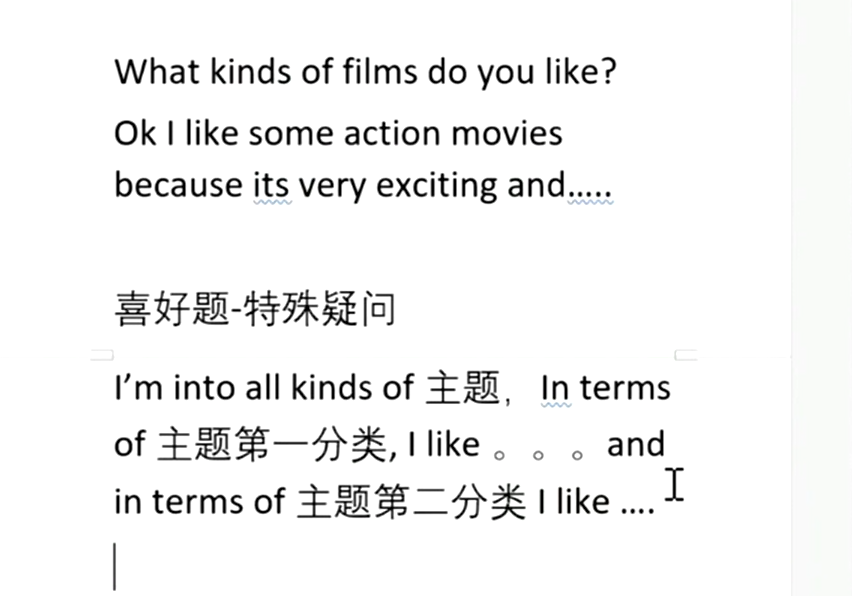 What kinds of films do you like?
Ok I like some action movies
because its very exciting and.....
喜好题-特殊疑问
I’m into all kinds of 主题，In terms
of 主题第一分类, I like 。。。and
in terms of 主题第二分类 I like ....